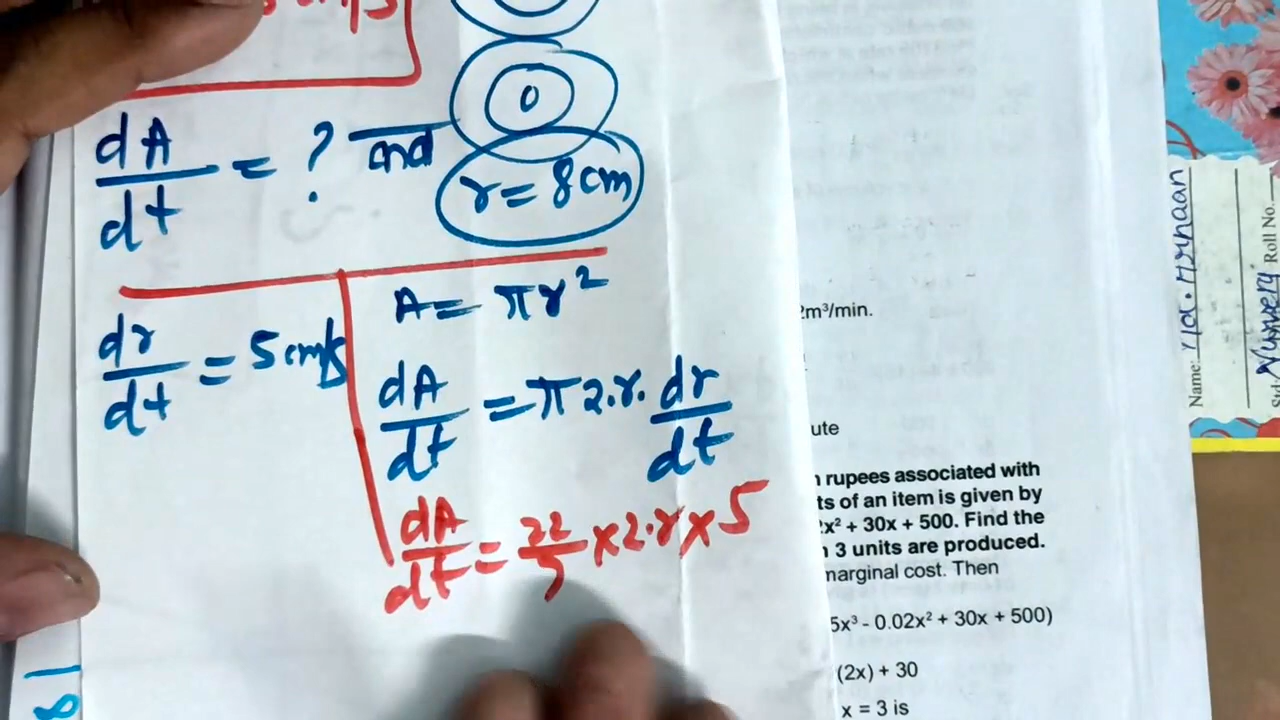 cm/s
dA/dt = ? and
r = 8 cm
dr/dt = 5 cm/s
A = πr²
dA/dt = π 2.r. dr/dt
dA/dt = 22/7 × 2.r × 5
2m³/min.
ute
rupees associated with
ts of an item is given by
x² + 30x + 500. Find the
3 units are produced.
marginal cost. Then
5x³ - 0.02x² + 30x + 500)
(2x) + 30
x = 3 is
Name:
Std.
Nursery
Roll No.